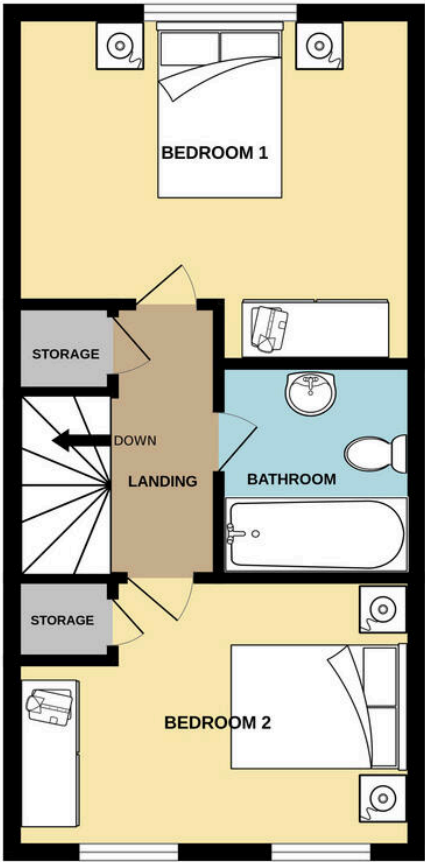 BEDROOM 1
STORAGE
DOWN
LANDING
BATHROOM
STORAGE
BEDROOM 2